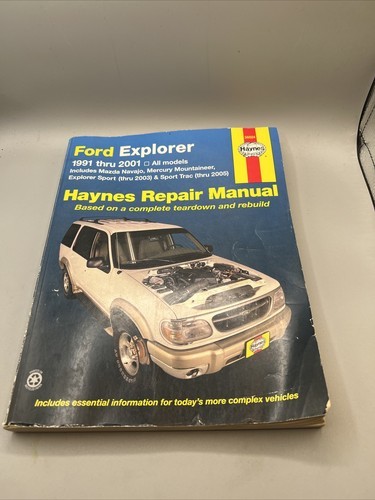 Ford Explorer
1991 thru 2001 □ All models
Includes Mazda Navajo, Mercury Mountaineer,
Explorer Sport (thru 2003) & Sport Trac (thru 2005)
Haynes
Haynes Repair Manual
Based on a complete teardown and rebuild
Haynes
Includes essential information for today's more complex vehicles